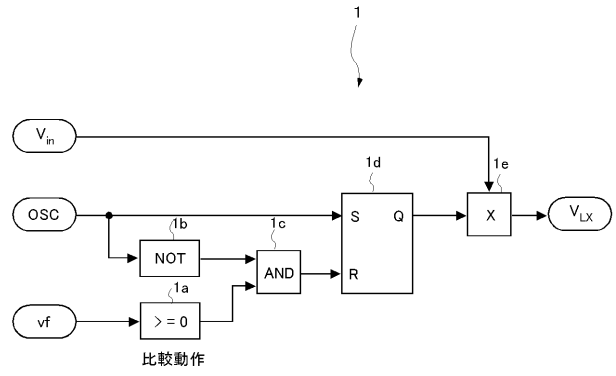 1
V_in
1e
1d
OSC
S Q
X
V_LX
1b
1c
NOT
AND
R
1a
vf
>=0
比較動作